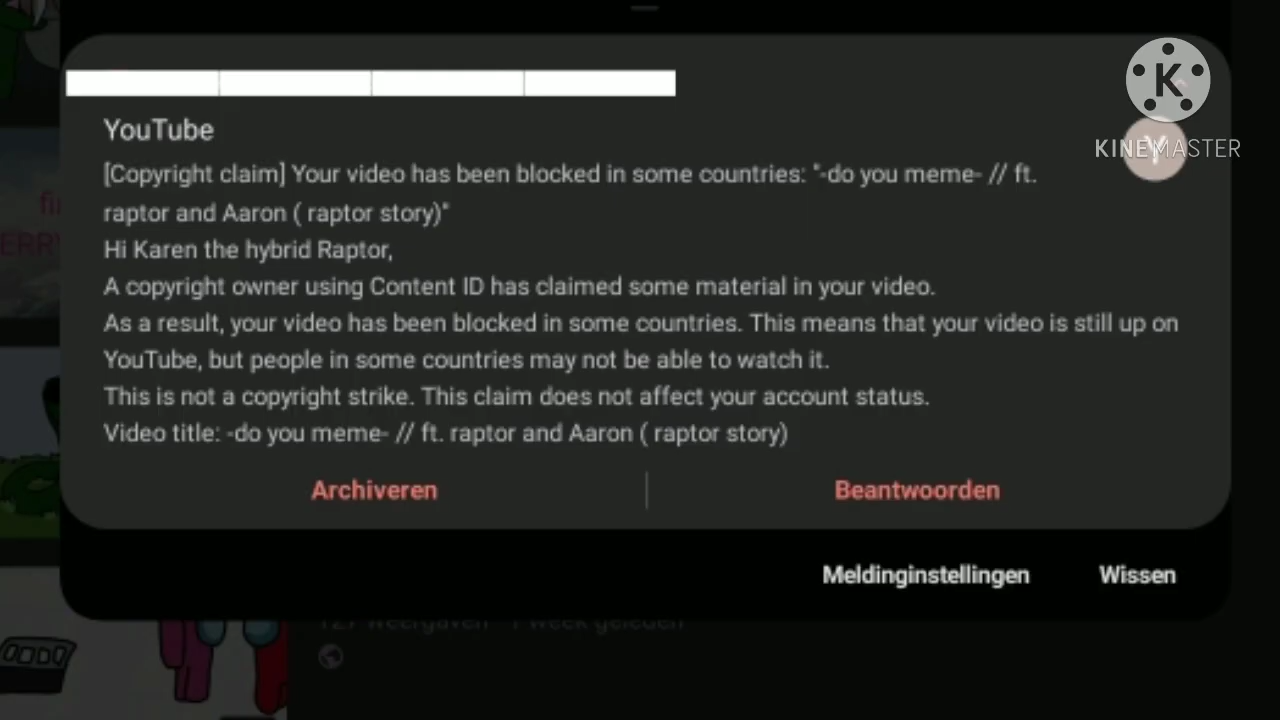 K
KINEMASTER
YouTube
[Copyright claim] Your video has been blocked in some countries: "-do you meme- // ft.
raptor and Aaron ( raptor story)"
Hi Karen the hybrid Raptor,
A copyright owner using Content ID has claimed some material in your video.
As a result, your video has been blocked in some countries. This means that your video is still up on
YouTube, but people in some countries may not be able to watch it.
This is not a copyright strike. This claim does not affect your account status.
Video title: -do you meme- // ft. raptor and Aaron ( raptor story)
Archiveren
Beantwoorden
Meldinginstellingen
Wissen
127 weergaven 1 week geleden